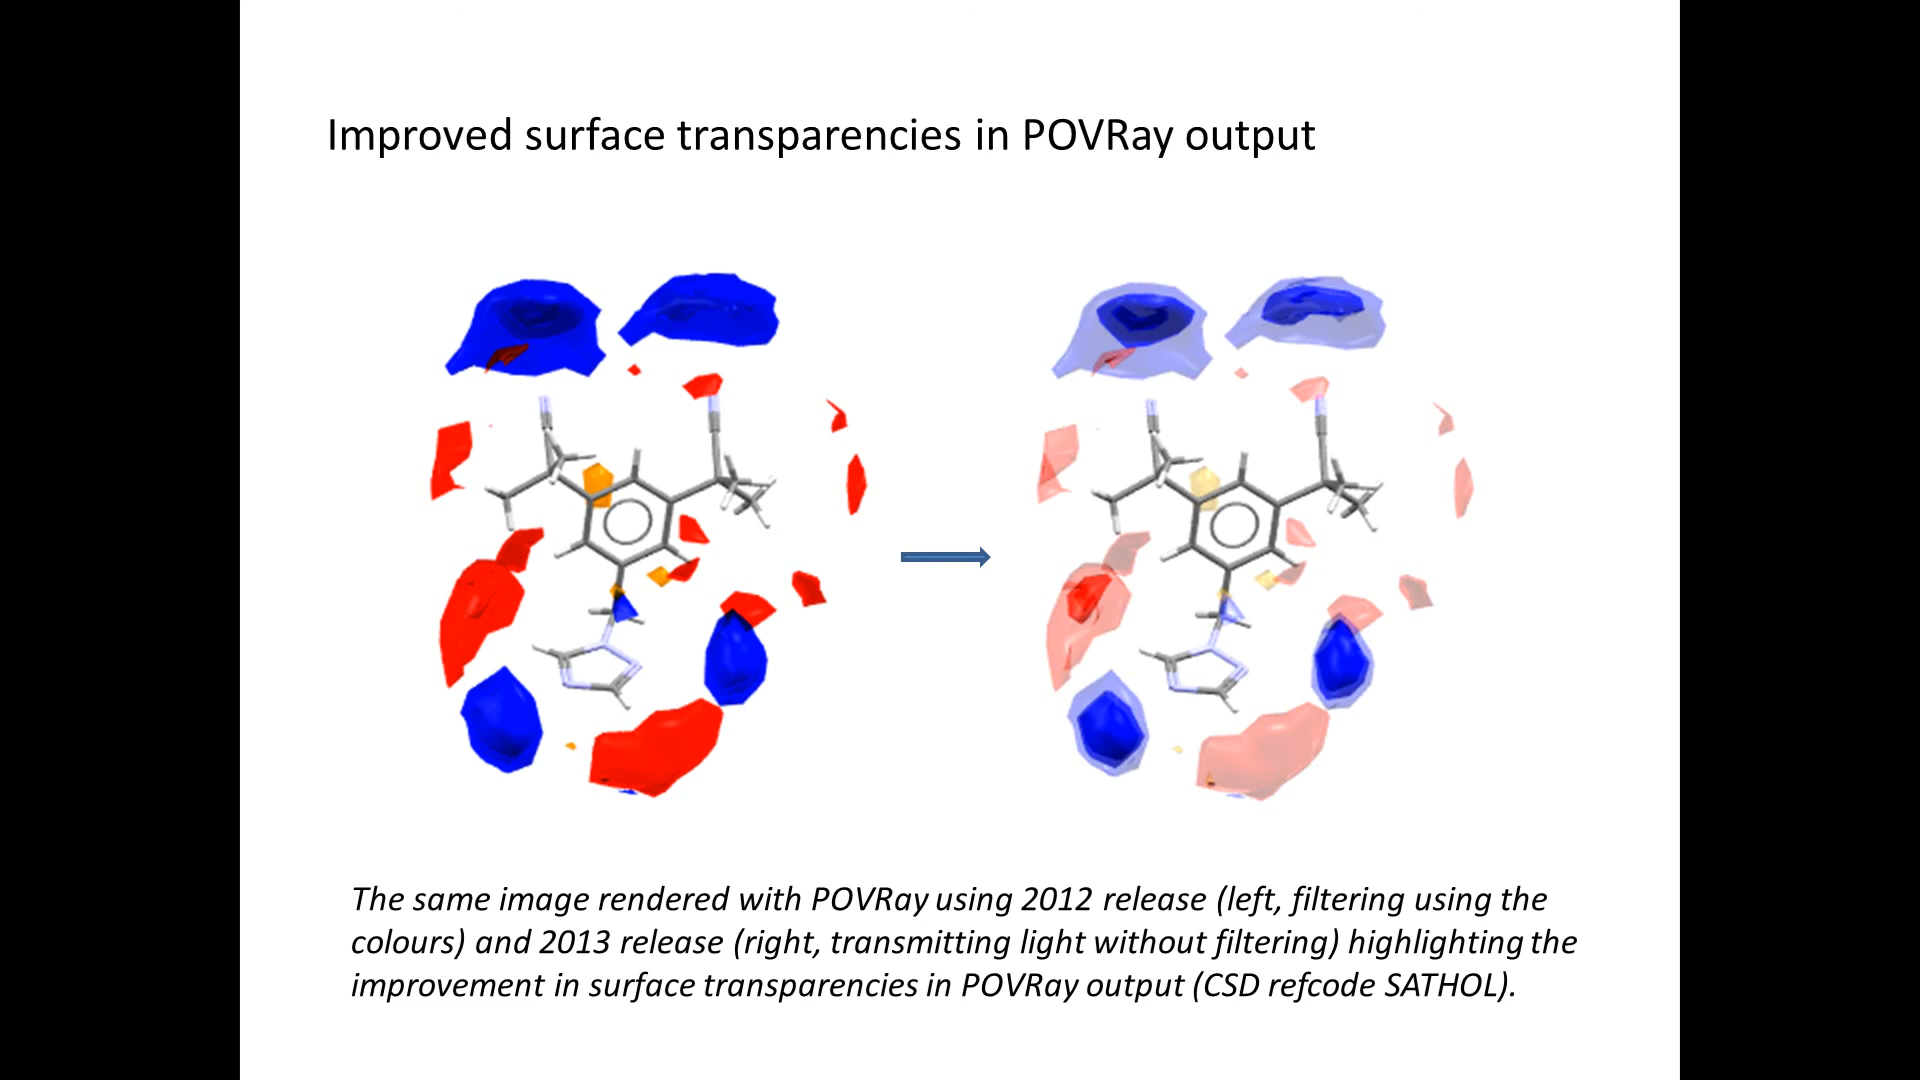 Improved surface transparencies in POVRay output
The same image rendered with POVRay using 2012 release (left, filtering using the
colours) and 2013 release (right, transmitting light without filtering) highlighting the
improvement in surface transparencies in POVRay output (CSD refcode SATHOL).